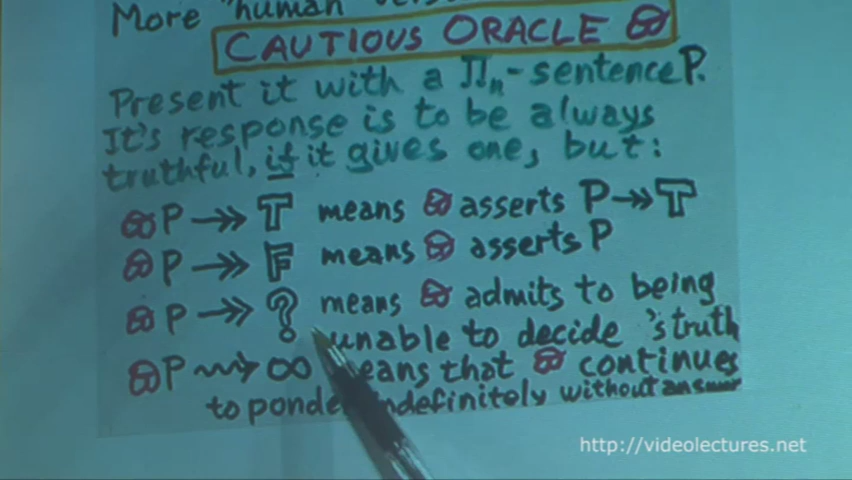 More "human
CAUTIOUS ORACLE
Present it with a Πn-sentence P.
It's response is to be always
truthful, if it gives one, but:
P ↠ T means asserts P ↠ T
P ↠ F means asserts P
P ↠ ? means admits to being
unable to decide 's truth
P ⇝ ∞ means that continues
to ponder indefinitely without answer
http://videolectures.net